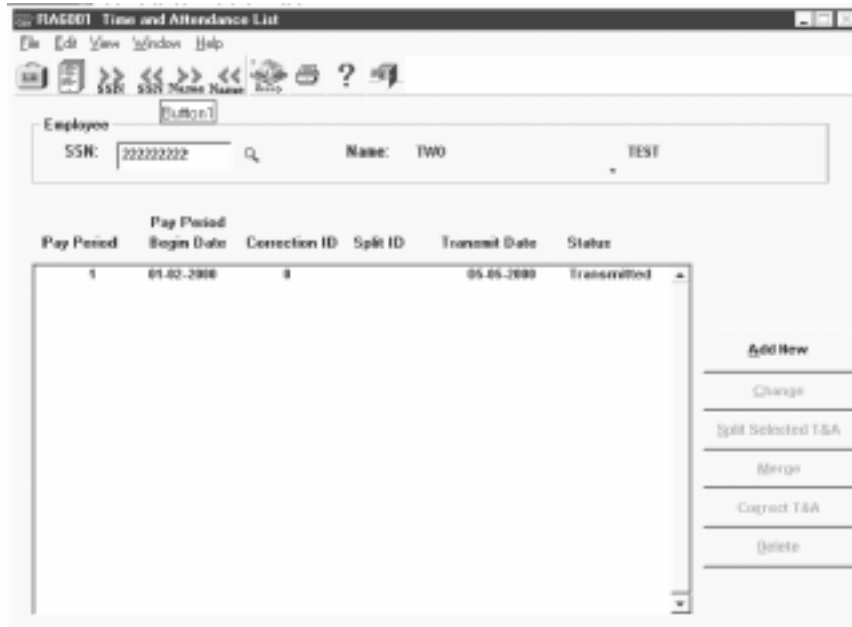 RAG001 Time and Attendance List
File Edit View Window Help
>> SSN << SSN >> Name << Name
?
Button1
Employee
SSN: 222222222 Name: TWO TEST
Pay Period Pay Period Begin Date Correction ID Split ID Transmit Date Status
1 01-02-2000 0 05-05-2000 Transmitted
Add New
Change
Split Selected T&A
Merge
Correct T&A
Delete